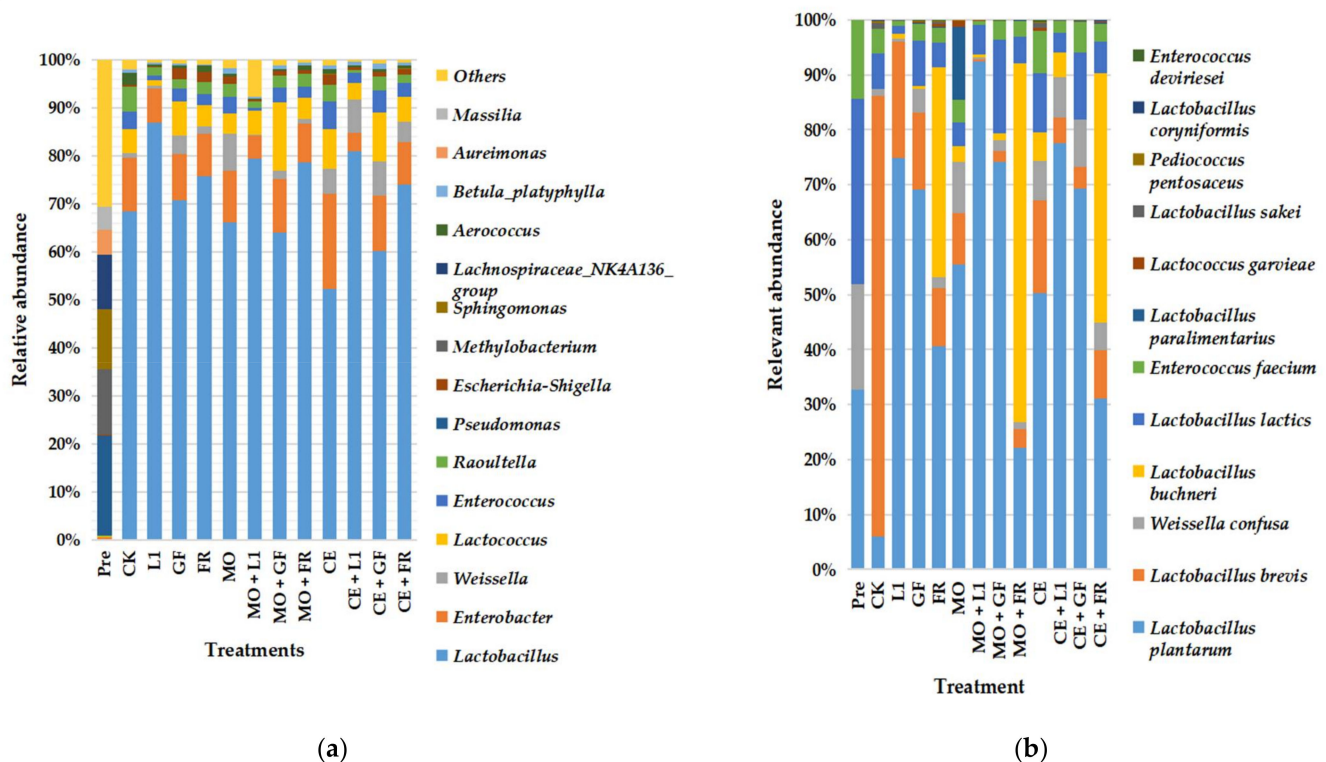 100%
90%
80%
70%
60%
50%
40%
30%
20%
10%
0%
Relative abundance
Pre
CK
L1
GF
FR
MO
MO + L1
MO + GF
MO + FR
CE
CE + L1
CE + GF
CE + FR
Treatments
Others
Massilia
Aureimonas
Betula_platyphylla
Aerococcus
Lachnospiraceae_NK4A136_
group
Sphingomonas
Methylobacterium
Escherichia-Shigella
Pseudomonas
Raoultella
Enterococcus
Lactococcus
Weissella
Enterobacter
Lactobacillus
(a)
100%
90%
80%
70%
60%
50%
40%
30%
20%
10%
0%
Relevant abundance
Pre
CK
L1
GF
FR
MO
MO + L1
MO + GF
MO + FR
CE
CE + L1
CE + GF
CE + FR
Treatment
Enterococcus
deviriesei
Lactobacillus
coryniformis
Pediococcus
pentosaceus
Lactobacillus sakei
Lactococcus garvieae
Lactobacillus
paralimentarius
Enterococcus faecium
Lactobacillus lactics
Lactobacillus
buchneri
Weissella confusa
Lactobacillus brevis
Lactobacillus
plantarum
(b)